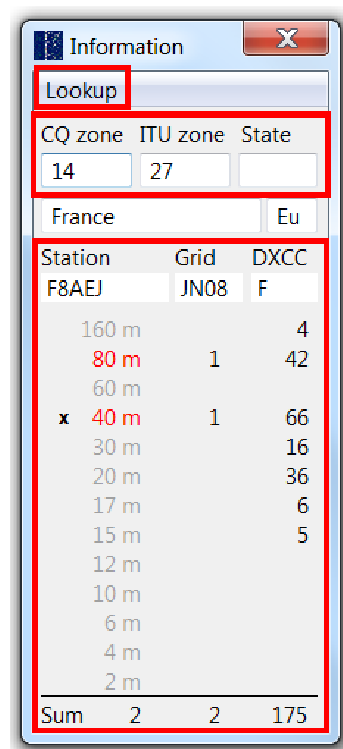 Information X
Lookup
CQ zone ITU zone State
14 27
France Eu
Station Grid DXCC
F8AEJ JN08 F
160 m 4
80 m 1 42
60 m
x 40 m 1 66
30 m 16
20 m 36
17 m 6
15 m 5
12 m
10 m
6 m
4 m
2 m
Sum 2 2 175